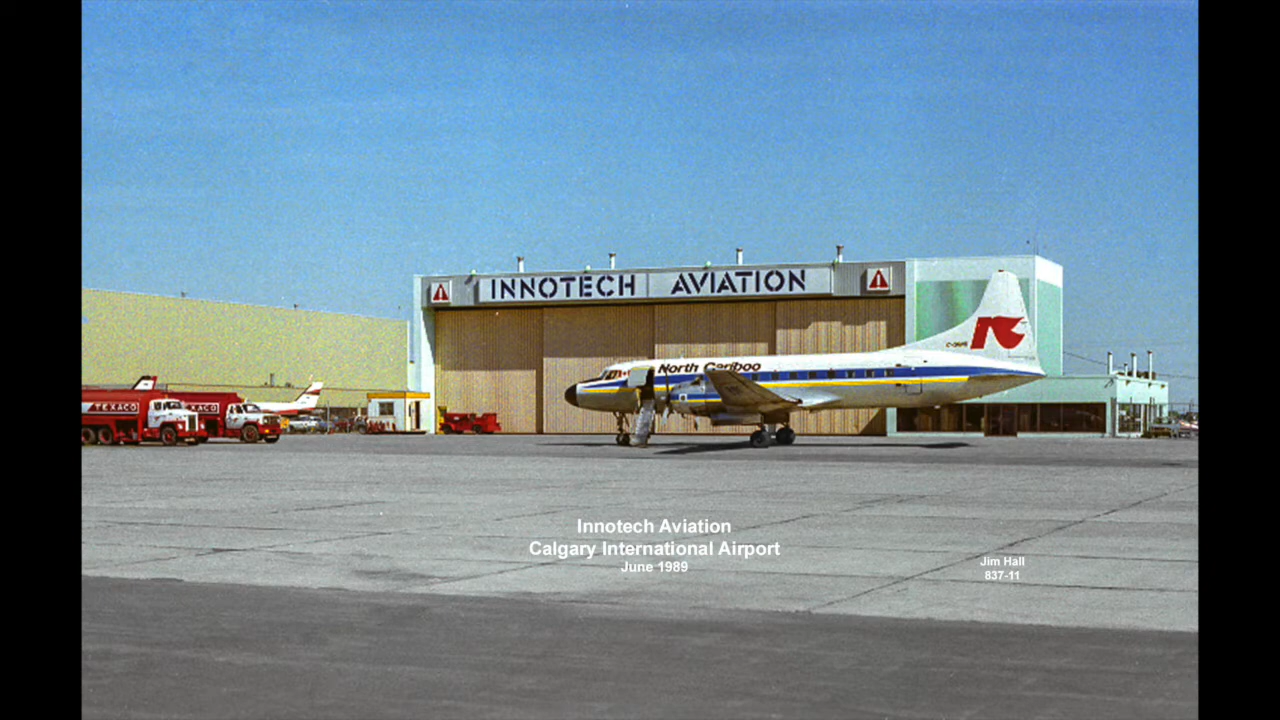 INNOTECH AVIATION
North Cariboo
TEXACO
Innotech Aviation
Calgary International Airport
June 1989
Jim Hall
837-11